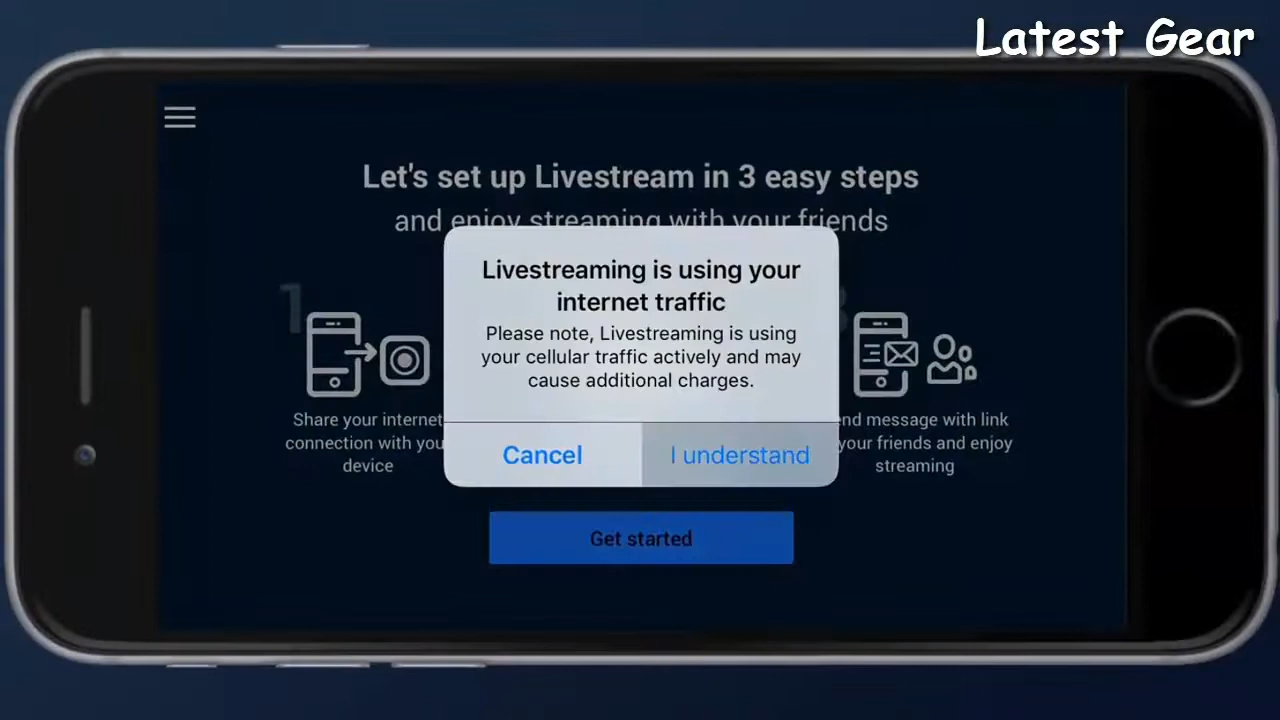 Latest Gear
Let's set up Livestream in 3 easy steps
and enjoy streaming with your friends
Livestreaming is using your
internet traffic
Please note, Livestreaming is using
your cellular traffic actively and may
cause additional charges.
Cancel
I understand
1
3
Share your internet
connection with you
device
end message with link
your friends and enjoy
streaming
Get started